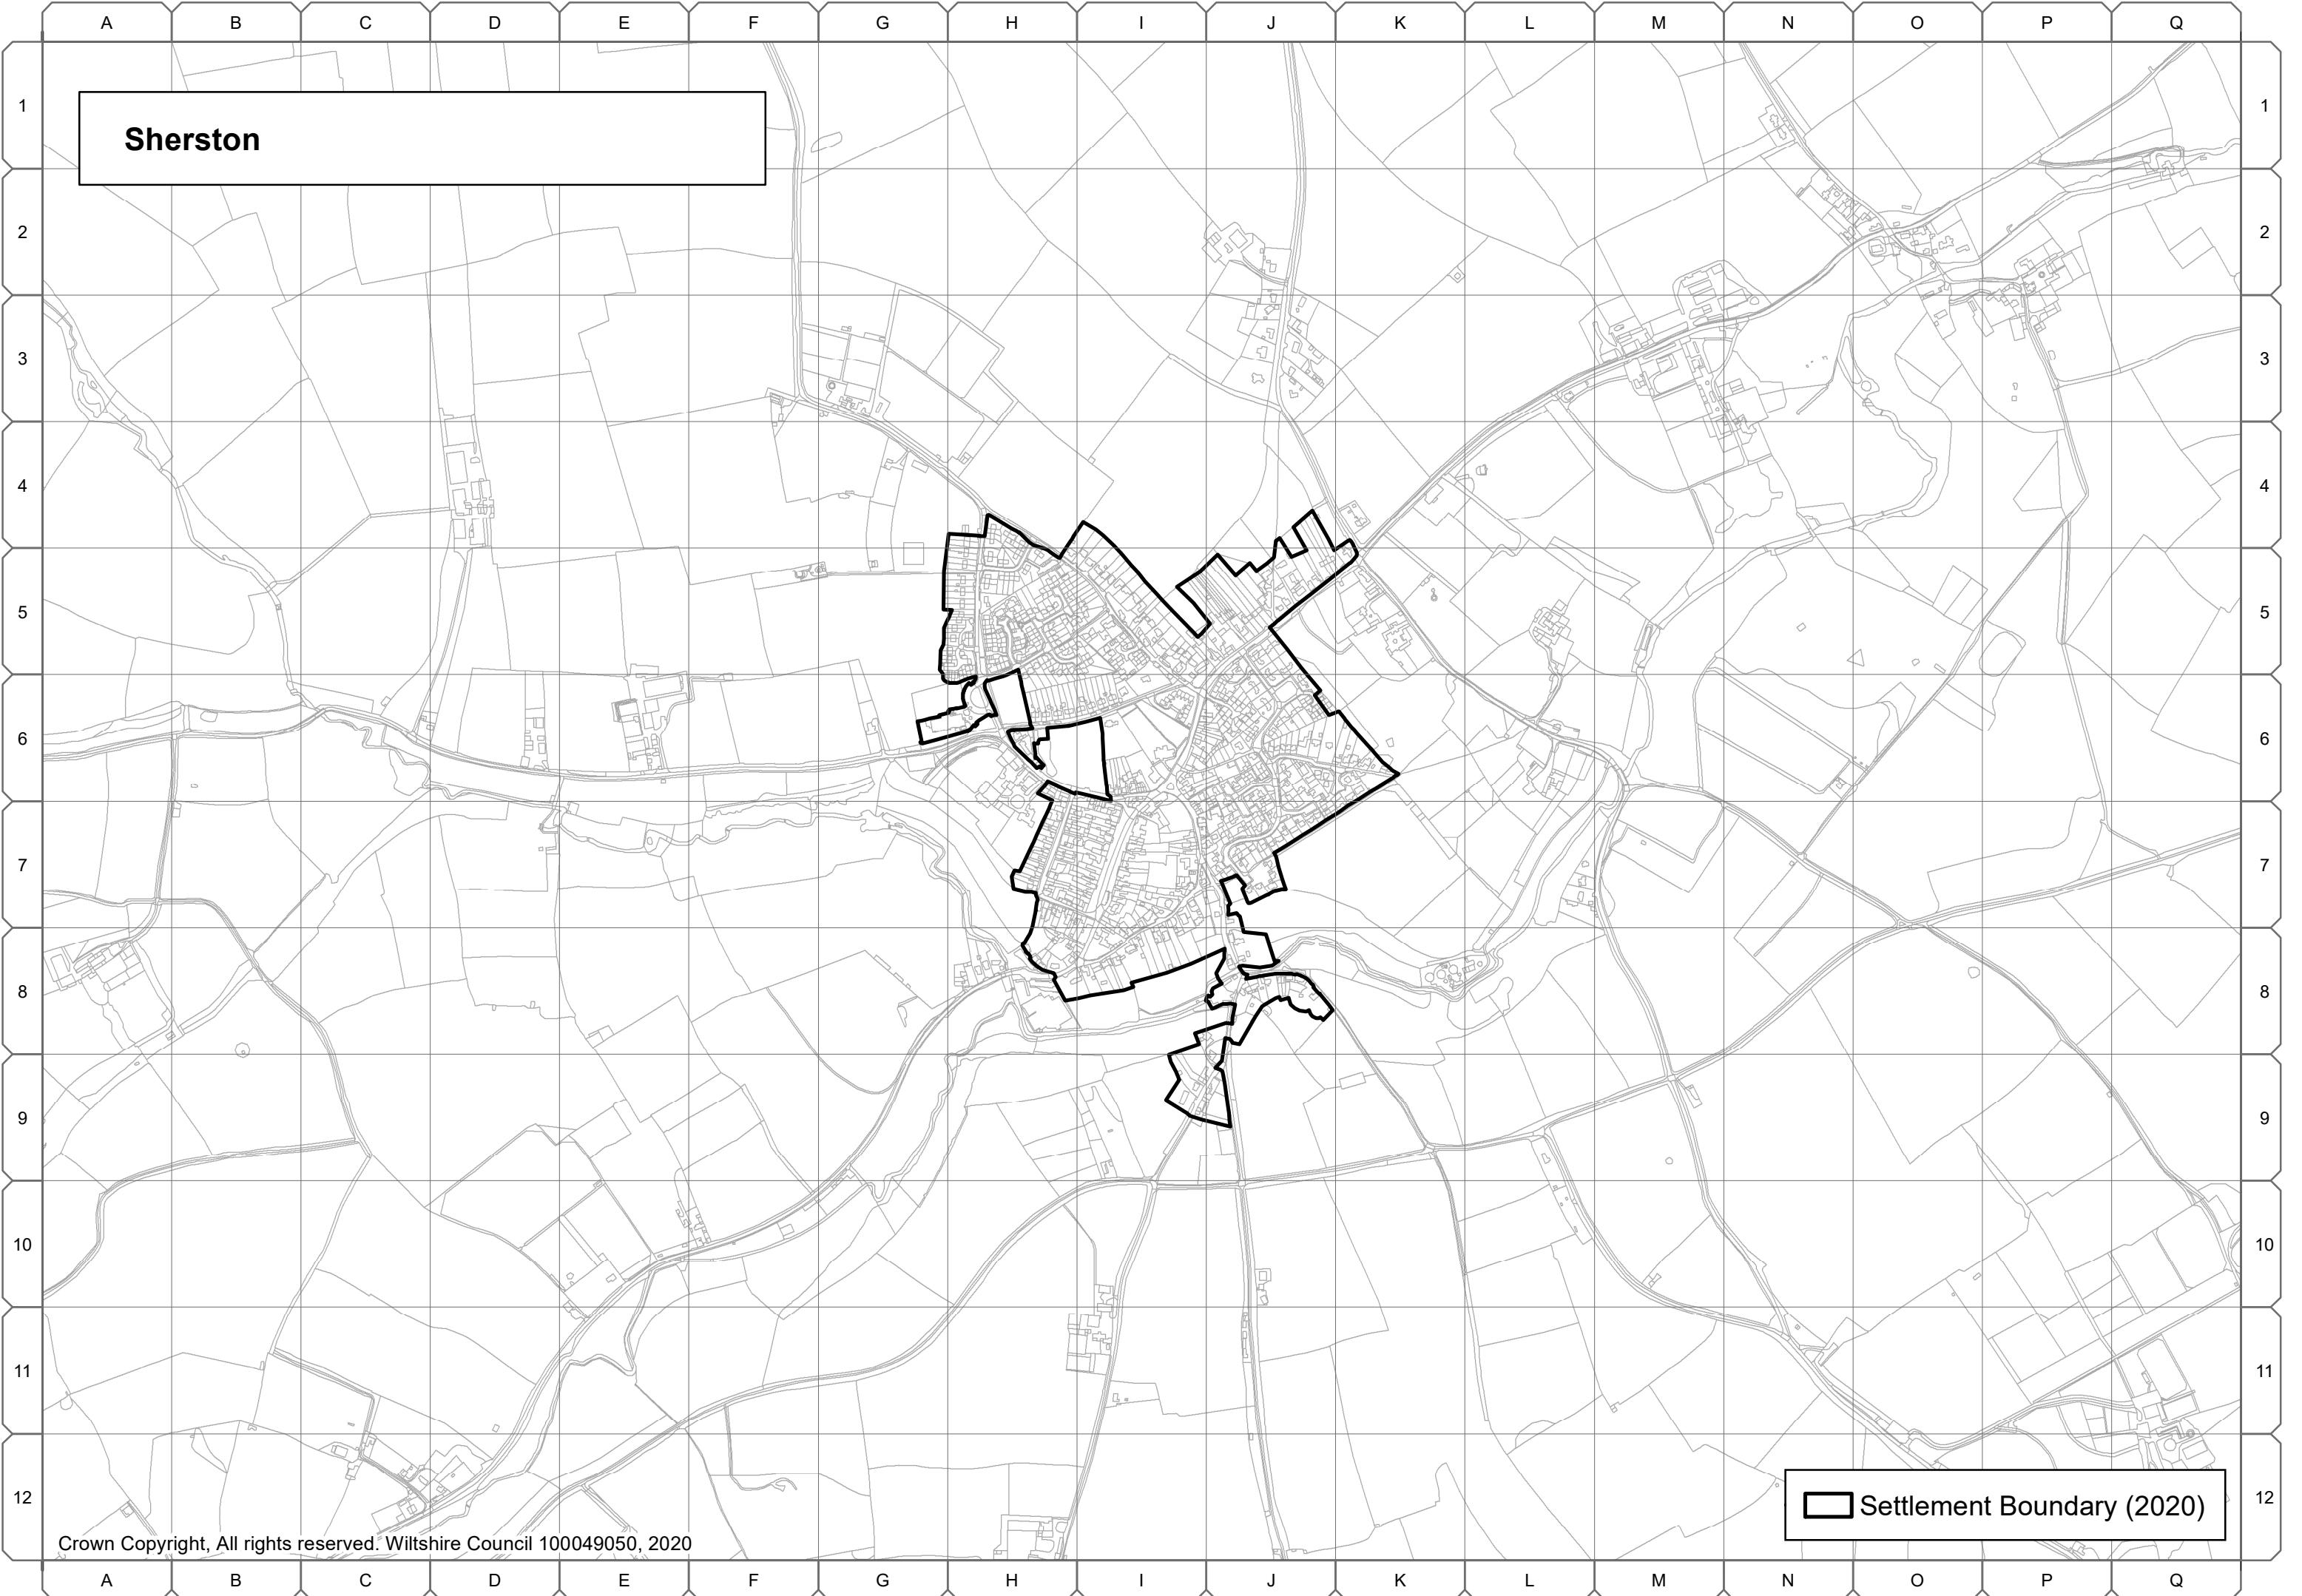 A B C D E F G H I J K L M N O P Q
1 1
Sherston
2 2
3 3
4 4
5 5
6 6
7 7
8 8
9 9
10 10
11 11
12 12
Settlement Boundary (2020)
Crown Copyright, All rights reserved. Wiltshire Council 100049050, 2020
A B C D E F G H I J K L M N O P Q